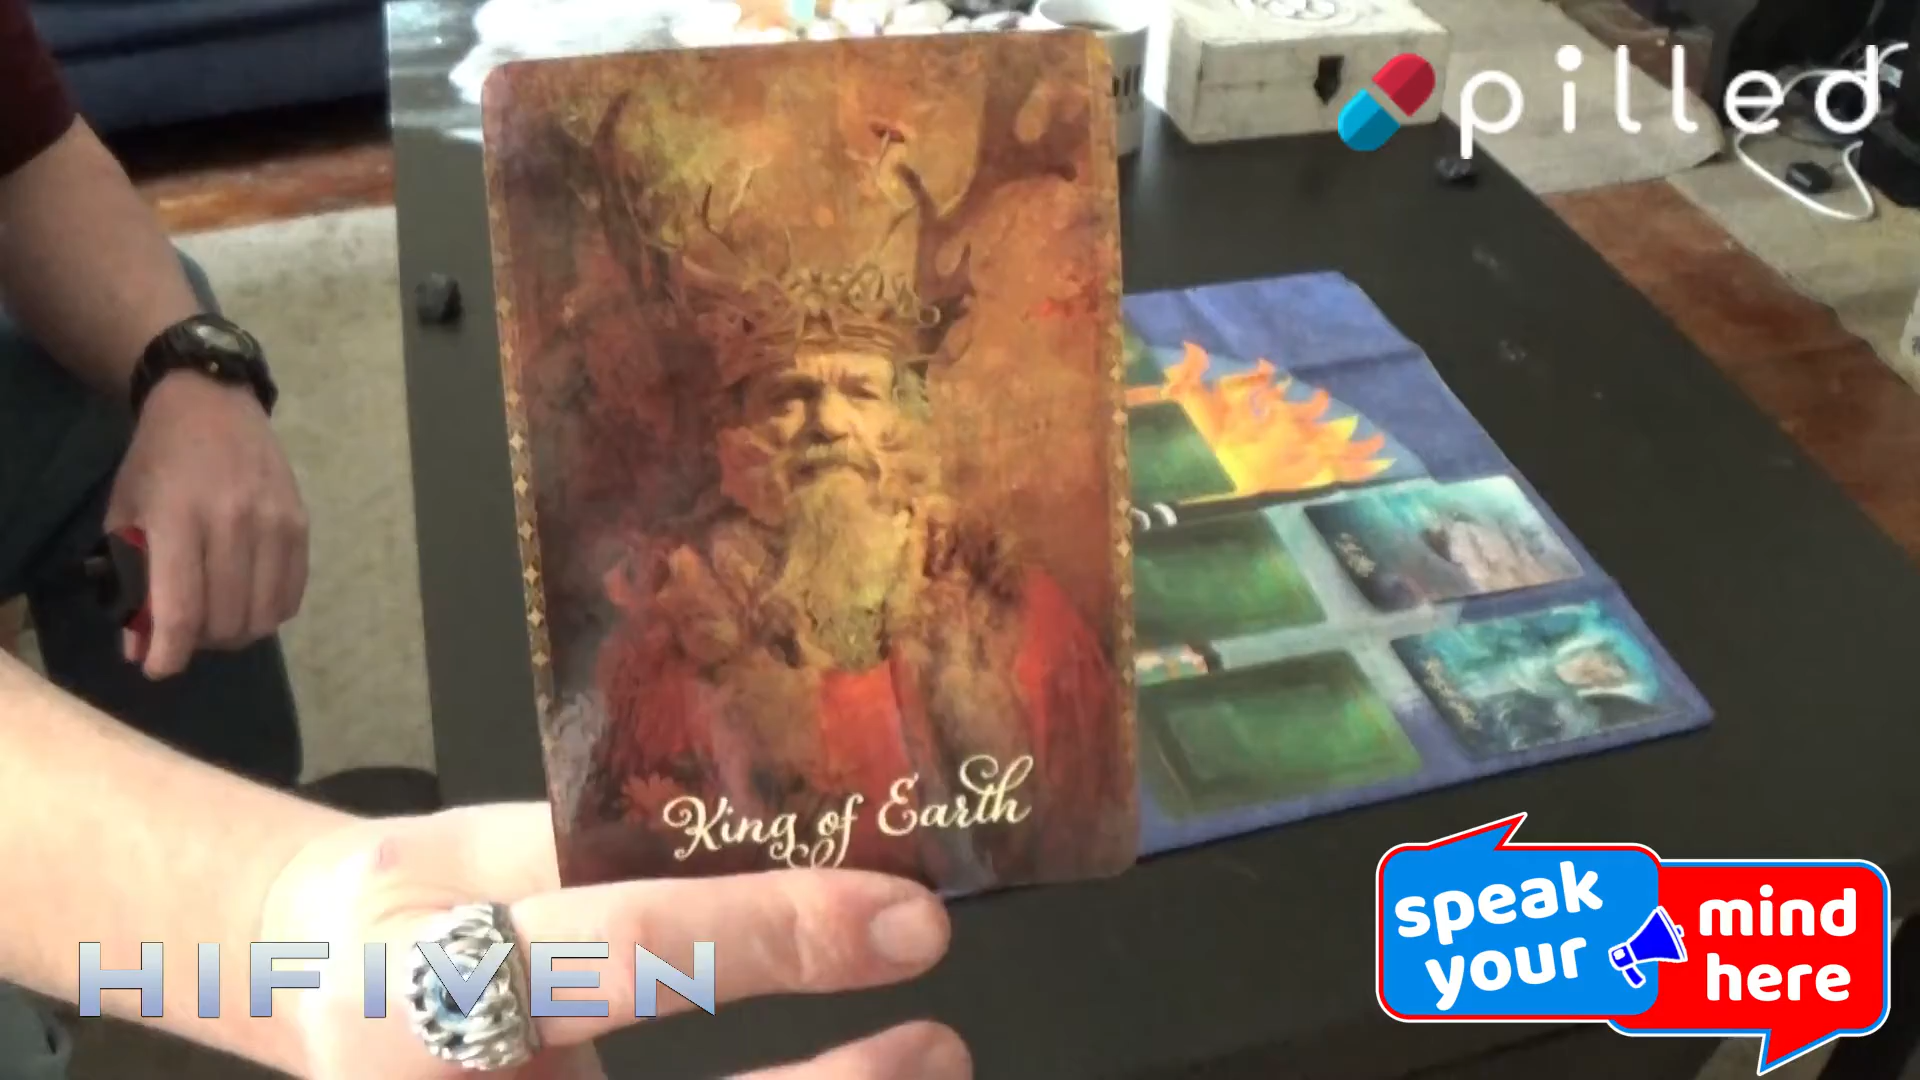 pilled
King of Earth
speak
your
mind
here
HIFIVEN